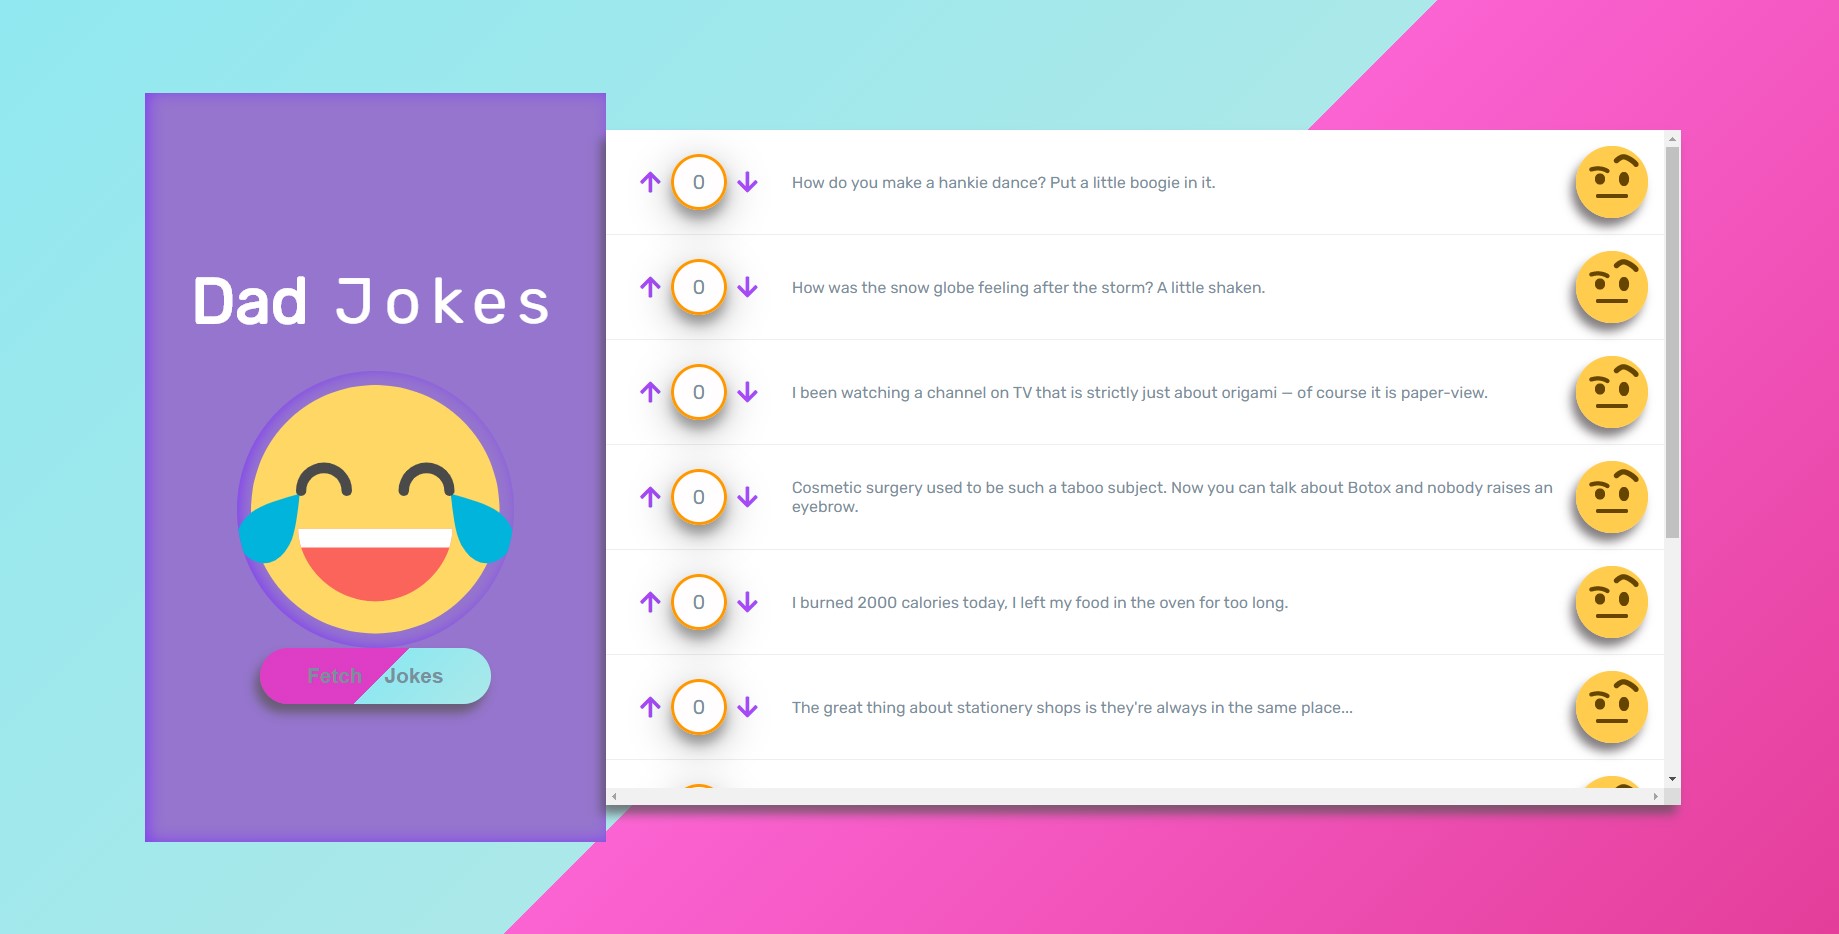 Dad Jokes
Fetch Jokes
0 How do you make a hankie dance? Put a little boogie in it.
0 How was the snow globe feeling after the storm? A little shaken.
0 I been watching a channel on TV that is strictly just about origami – of course it is paper-view.
0 Cosmetic surgery used to be such a taboo subject. Now you can talk about Botox and nobody raises an
eyebrow.
0 I burned 2000 calories today, I left my food in the oven for too long.
0 The great thing about stationery shops is they're always in the same place...